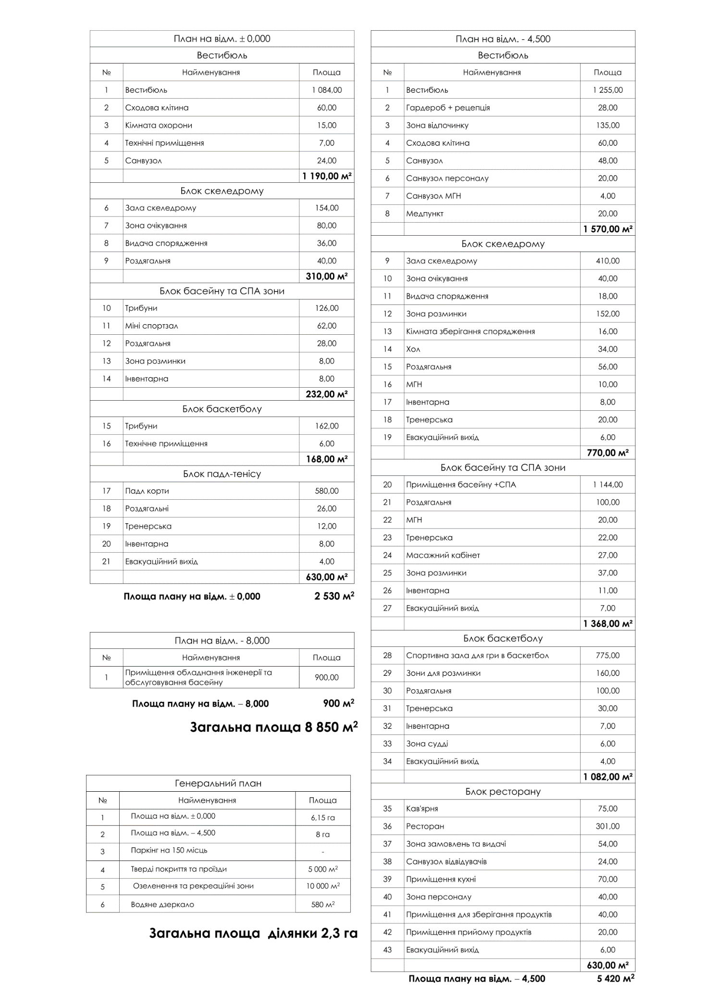 План на відм. ± 0,000
Вестибюль
№ Найменування Площа
1 Вестибюль 1 084,00
2 Сходова клітина 60,00
3 Кімната охорони 15,00
4 Технічні приміщення 7,00
5 Санвузол 24,00
1 190,00 м²
Блок скеледрому
6 Зала скеледрому 154,00
7 Зона очікування 80,00
8 Видача спорядження 36,00
9 Роздягальня 40,00
310,00 м²
Блок басейну та СПА зони
10 Трибуни 126,00
11 Міні спортзал 62,00
12 Роздягальня 28,00
13 Зона розминки 8,00
14 Інвентарна 8,00
232,00 м²
Блок баскетболу
15 Трибуни 162,00
16 Технічне приміщення 6,00
168,00 м²
Блок падл-тенісу
17 Падл корти 580,00
18 Роздягальні 26,00
19 Тренерська 12,00
20 Інвентарна 8,00
21 Евакуаційний вихід 4,00
630,00 м²
Площа плану на відм. ± 0,000 2 530 м²
План на відм. - 8,000
№ Найменування Площа
1 Приміщення обладнання інженерії та
обслуговування басейну 900,00
Площа плану на відм. – 8,000 900 м²
Загальна площа 8 850 м²
Генеральний план
№ Найменування Площа
1 Площа на відм. ± 0,000 6,15 га
2 Площа на відм. – 4,500 8 га
3 Паркінг на 150 місць -
4 Тверді покриття та проїзди 5 000 м²
5 Озеленення та рекреаційні зони 10 000 м²
6 Водяне дзеркало 580 м²
Загальна площа ділянки 2,3 га
План на відм. - 4,500
Вестибюль
№ Найменування Площа
1 Вестибюль 1 255,00
2 Гардероб + рецепція 28,00
3 Зона відпочинку 135,00
4 Сходова клітина 60,00
5 Санвузол 48,00
6 Санвузол персоналу 20,00
7 Санвузол МГН 4,00
8 Медпункт 20,00
1 570,00 м²
Блок скеледрому
9 Зала скеледрому 410,00
10 Зона очікування 40,00
11 Видача спорядження 18,00
12 Зона розминки 152,00
13 Кімната зберігання спорядження 16,00
14 Хол 34,00
15 Роздягальня 56,00
16 МГН 10,00
17 Інвентарна 8,00
18 Тренерська 20,00
19 Евакуаційний вихід 6,00
770,00 м²
Блок басейну та СПА зони
20 Приміщення басейну +СПА 1 144,00
21 Роздягальня 100,00
22 МГН 20,00
23 Тренерська 22,00
24 Масажний кабінет 27,00
25 Зона розминки 37,00
26 Інвентарна 11,00
27 Евакуаційний вихід 7,00
1 368,00 м²
Блок баскетболу
28 Спортивна зала для гри в баскетбол 775,00
29 Зони для розминки 160,00
30 Роздягальня 100,00
31 Тренерська 30,00
32 Інвентарна 7,00
33 Зона судді 6,00
34 Евакуаційний вихід 4,00
1 082,00 м²
Блок ресторану
35 Кав'ярня 75,00
36 Ресторан 301,00
37 Зона замовлень та видачі 54,00
38 Санвузол відвідувачів 24,00
39 Приміщення кухні 70,00
40 Зона персоналу 40,00
41 Приміщення для зберігання продуктів 40,00
42 Приміщення прийому продуктів 20,00
43 Евакуаційний вихід 6,00
630,00 м²
Площа плану на відм. – 4,500 5 420 м²